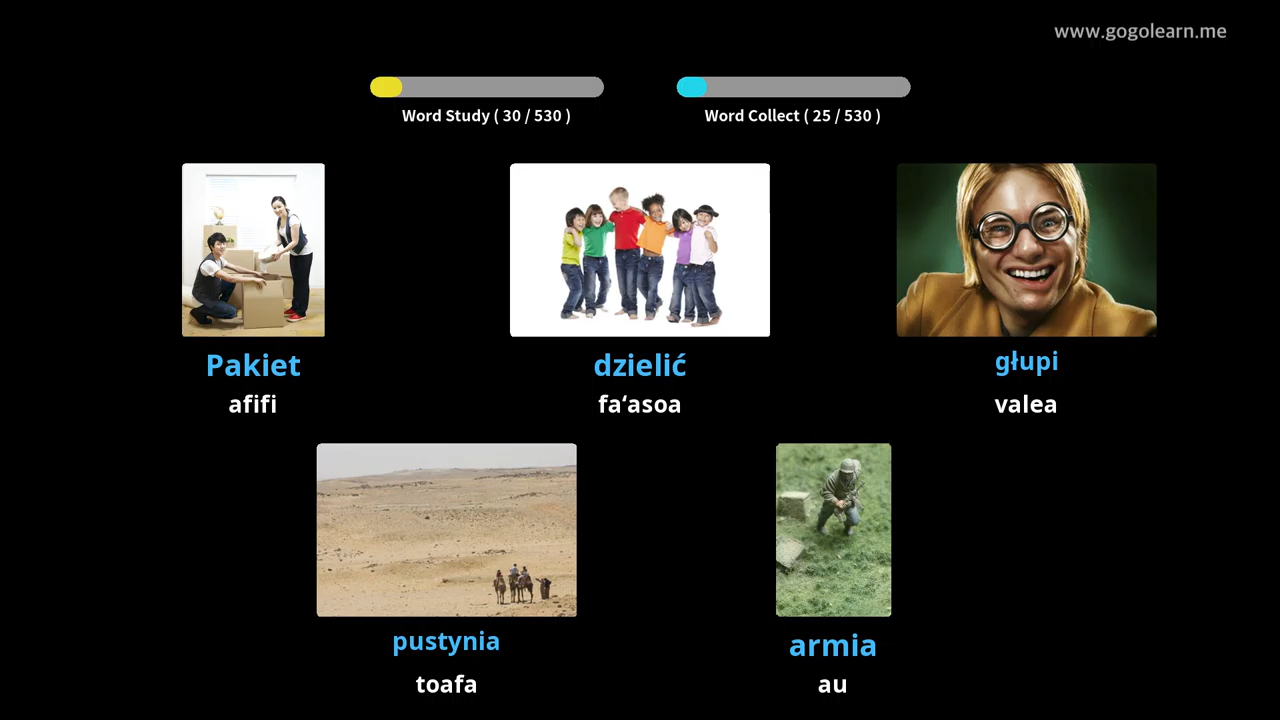 www.gogolearn.me
Word Study ( 30 / 530 )
Word Collect ( 25 / 530 )
Pakiet
afifi
dzielić
fa‘asoa
głupi
valea
pustynia
toafa
armia
au